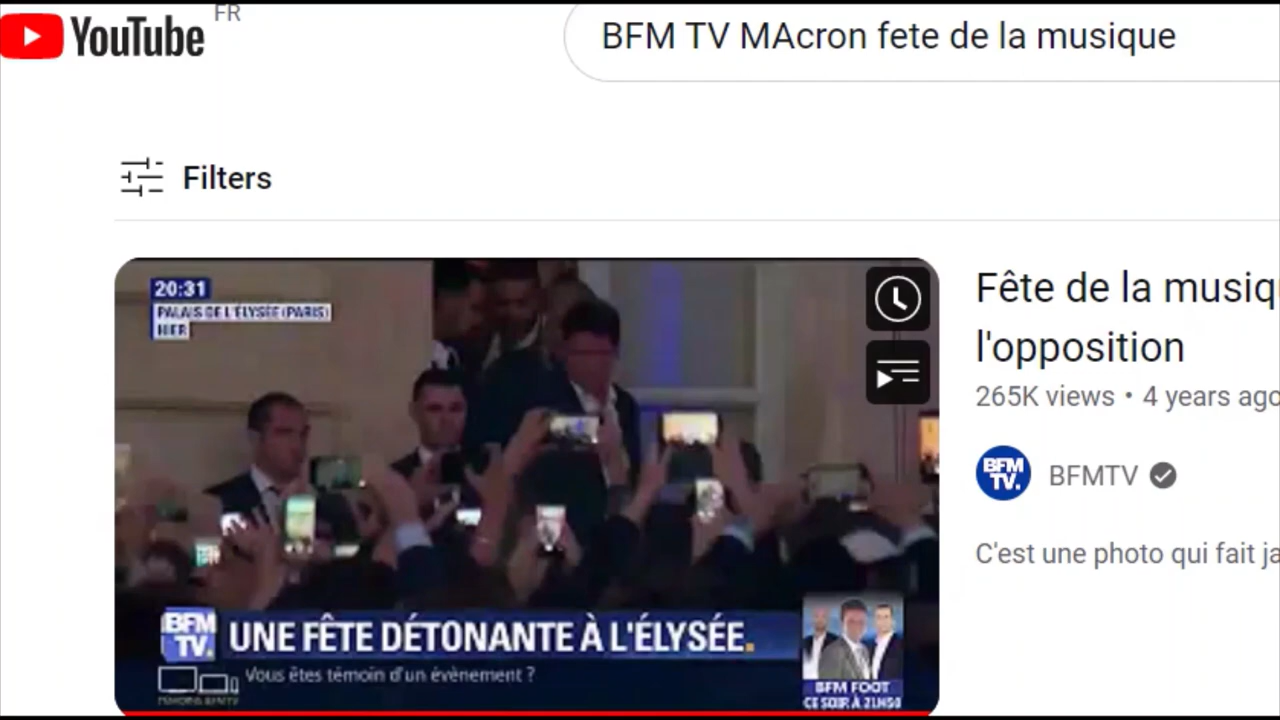 YouTube
FR
BFM TV MAcron fete de la musique
Filters
20:31
PALAIS DE L'ÉLYSÉE (PARIS)
HIER
BFM
TV.
UNE FÊTE DÉTONANTE À L'ÉLYSÉE.
Vous êtes témoin d'un évènement ?
BFM FOOT
CE SOIR À 21H50
Fête de la musiq
l'opposition
265K views • 4 years ago
BFM
TV.
BFMTV
C'est une photo qui fait ja